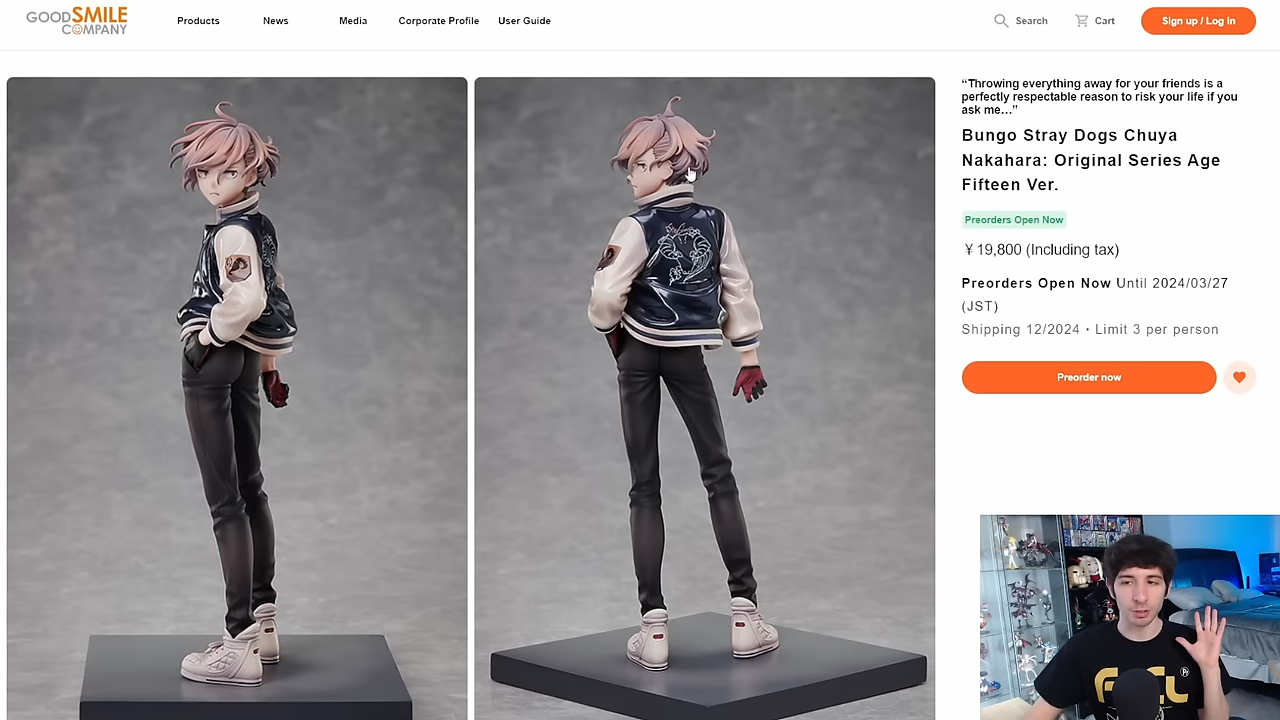 GOODSMILE
COMPANY
Products
News
Media
Corporate Profile
User Guide
Search
Cart
Sign up / Log in
“Throwing everything away for your friends is a
perfectly respectable reason to risk your life if you
ask me…”
Bungo Stray Dogs Chuya
Nakahara: Original Series Age
Fifteen Ver.
Preorders Open Now
¥19,800 (Including tax)
Preorders Open Now Until 2024/03/27
(JST)
Shipping 12/2024・Limit 3 per person
Preorder now